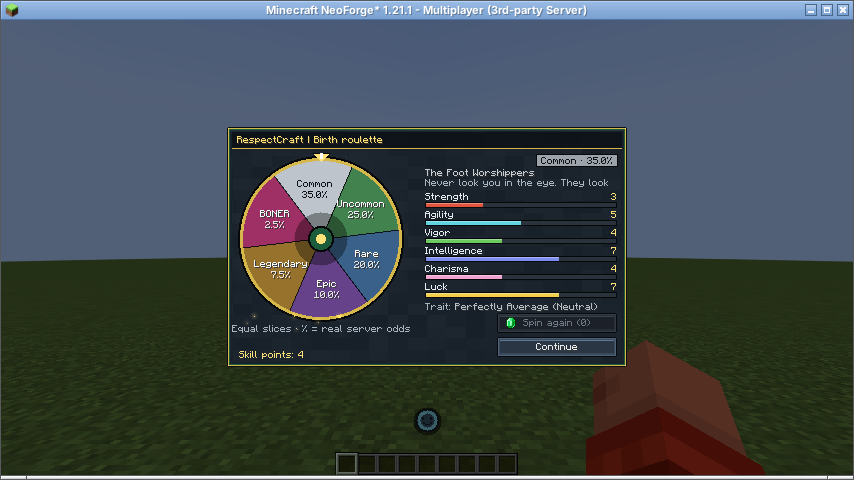 Minecraft NeoForge* 1.21.1 - Multiplayer (3rd-party Server)
RespectCraft | Birth roulette
Common · 35.0%
The Foot Worshippers
Never look you in the eye. They look
Strength 3
Agility 5
Vigor 4
Intelligence 7
Charisma 4
Luck 7
Trait: Perfectly Average (Neutral)
Spin again (0)
Continue
Common
35.0%
Uncommon
25.0%
Rare
20.0%
Epic
10.0%
Legendary
7.5%
BONER
2.5%
Equal slices · % = real server odds
Skill points: 4